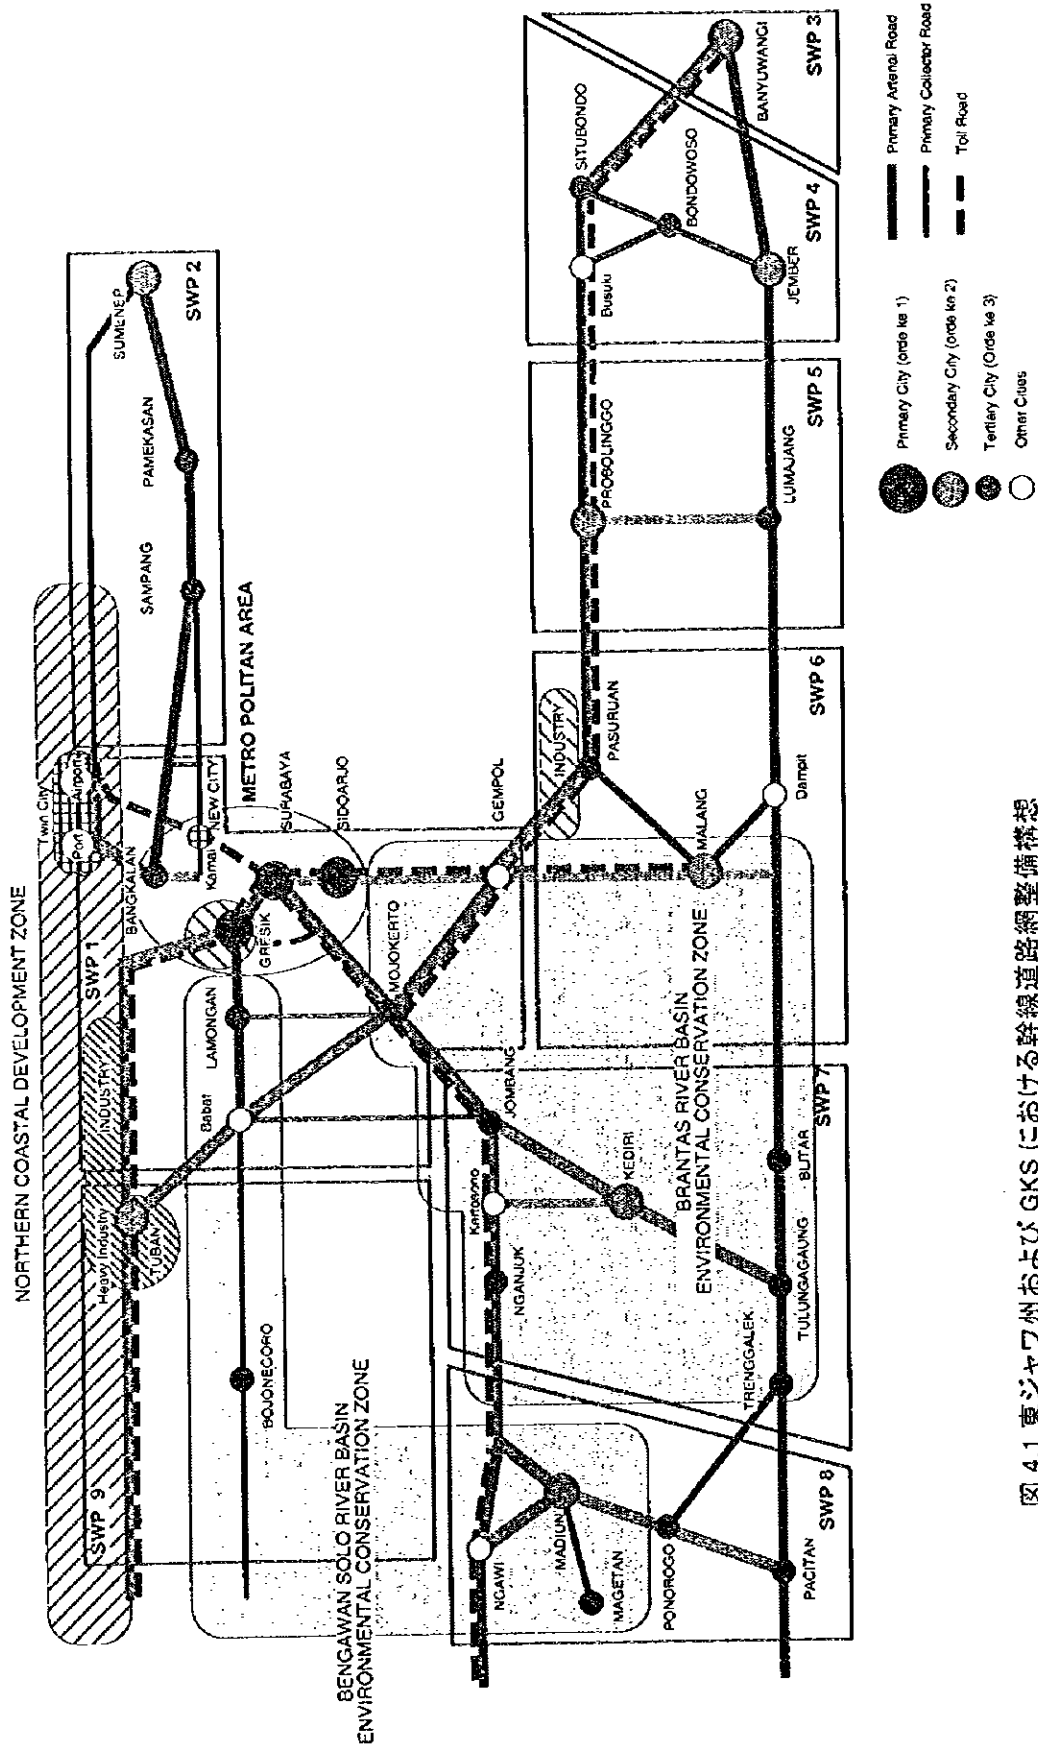 NORTHERN COASTAL DEVELOPMENT ZONE
Twin City
Port
Airport
SWP 9
Heavy Industry
INDUSTRY
SWP 1
TUBAN
BANGKALAN
Kamal
NEW CITY
SAMPANG
PAMEKASAN
SUMENEP
SWP 2
METRO POLITAN AREA
BOJONEGORO
Babat
LAMONGAN
GRESIK
SURABAYA
SIDOARJO
BENGAWAN SOLO RIVER BASIN
ENVIRONMENTAL CONSERVATION ZONE
MOJOKERTO
GEMPOL
INDUSTRY
PASURUAN
PROBOLINGGO
Busulu
SITUBONDO
BONDOWOSO
BANYUWANGI
SWP 3
NGAWI
MADIUN
MAGETAN
PONOROGO
PACITAN
SWP 8
NGANJUK
Kertosono
JOMBANG
KEDIRI
TRENGGALEK
TULUNGAGAUNG
BLITAR
SWP 7
BRANTAS RIVER BASIN
ENVIRONMENTAL CONSERVATION ZONE
MALANG
Dampit
SWP 6
LUMAJANG
SWP 5
JEMBER
SWP 4
Primary City (orde ke 1)
Secondary City (orde ke 2)
Tertiary City (Orde ke 3)
Other Cities
Primary Arterial Road
Primary Collector Road
Toll Road
図 4.1 東ジャワ州および GKS における幹線道路網整備構想